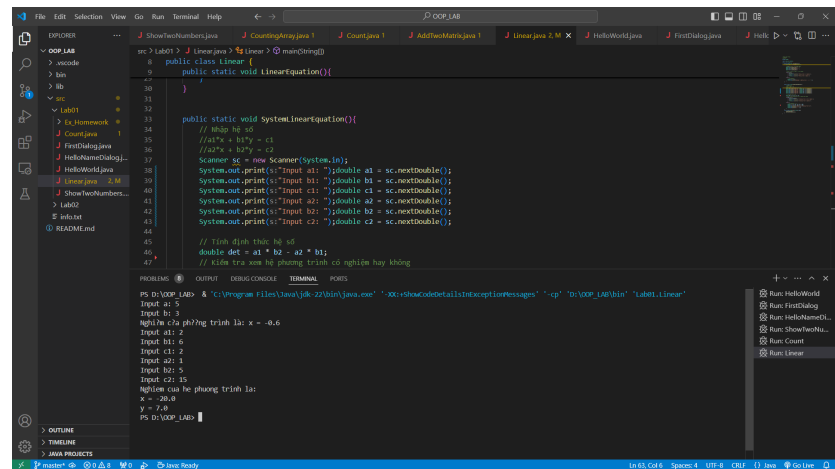 File Edit Selection View Go Run Terminal Help
OOP_LAB
EXPLORER
ShowTwoNumbers.java
CountingArray.java 1
Count.java 1
AddTwoMatrix.java 1
Linear.java 2, M
HelloWorld.java
FirstDialog.java
OOP_LAB
.vscode
bin
lib
src
Lab01
Ex_Homework
Count.java 1
FirstDialog.java
HelloNameDialog.j...
HelloWorld.java
Linear.java 2, M
ShowTwoNumbers....
Lab02
info.txt
README.md
OUTLINE
TIMELINE
JAVA PROJECTS
src > Lab01 > Linear.java > Linear > main(String[])
8 public class Linear {
9 public static void LinearEquation(){
30 }
31
32
33 public static void SystemLinearEquation(){
34 // Nhập hệ số
35 //a1*x + b1*y = c1
36 //a2*x + b2*y = c2
37 Scanner sc = new Scanner(System.in);
38 System.out.print(s:"Input a1: ");double a1 = sc.nextDouble();
39 System.out.print(s:"Input b1: ");double b1 = sc.nextDouble();
40 System.out.print(s:"Input c1: ");double c1 = sc.nextDouble();
41 System.out.print(s:"Input a2: ");double a2 = sc.nextDouble();
42 System.out.print(s:"Input b2: ");double b2 = sc.nextDouble();
43 System.out.print(s:"Input c2: ");double c2 = sc.nextDouble();
44
45 // Tính định thức hệ số
46 double det = a1 * b2 - a2 * b1;
47 // Kiểm tra xem hệ phương trình có nghiệm hay không
PROBLEMS 8 OUTPUT DEBUG CONSOLE TERMINAL PORTS
PS D:\OOP_LAB> & 'C:\Program Files\Java\jdk-22\bin\java.exe' '-XX:+ShowCodeDetailsInExceptionMessages' '-cp' 'D:\OOP_LAB\bin' 'Lab01.Linear'
Input a: 5
Input b: 3
Nghi?m c?a ph??ng trình là: x = -0.6
Input a1: 2
Input b1: 6
Input c1: 2
Input a2: 1
Input b2: 5
Input c2: 15
Nghiem cua he phuong trinh la:
x = -20.0
y = 7.0
PS D:\OOP_LAB>
Run: HelloWorld
Run: FirstDialog
Run: HelloNameDi...
Run: ShowTwoNu...
Run: Count
Run: Linear
master* 0 8 0 Java: Ready
Ln 63, Col 6 Spaces: 4 UTF-8 CRLF {} Java Go Live